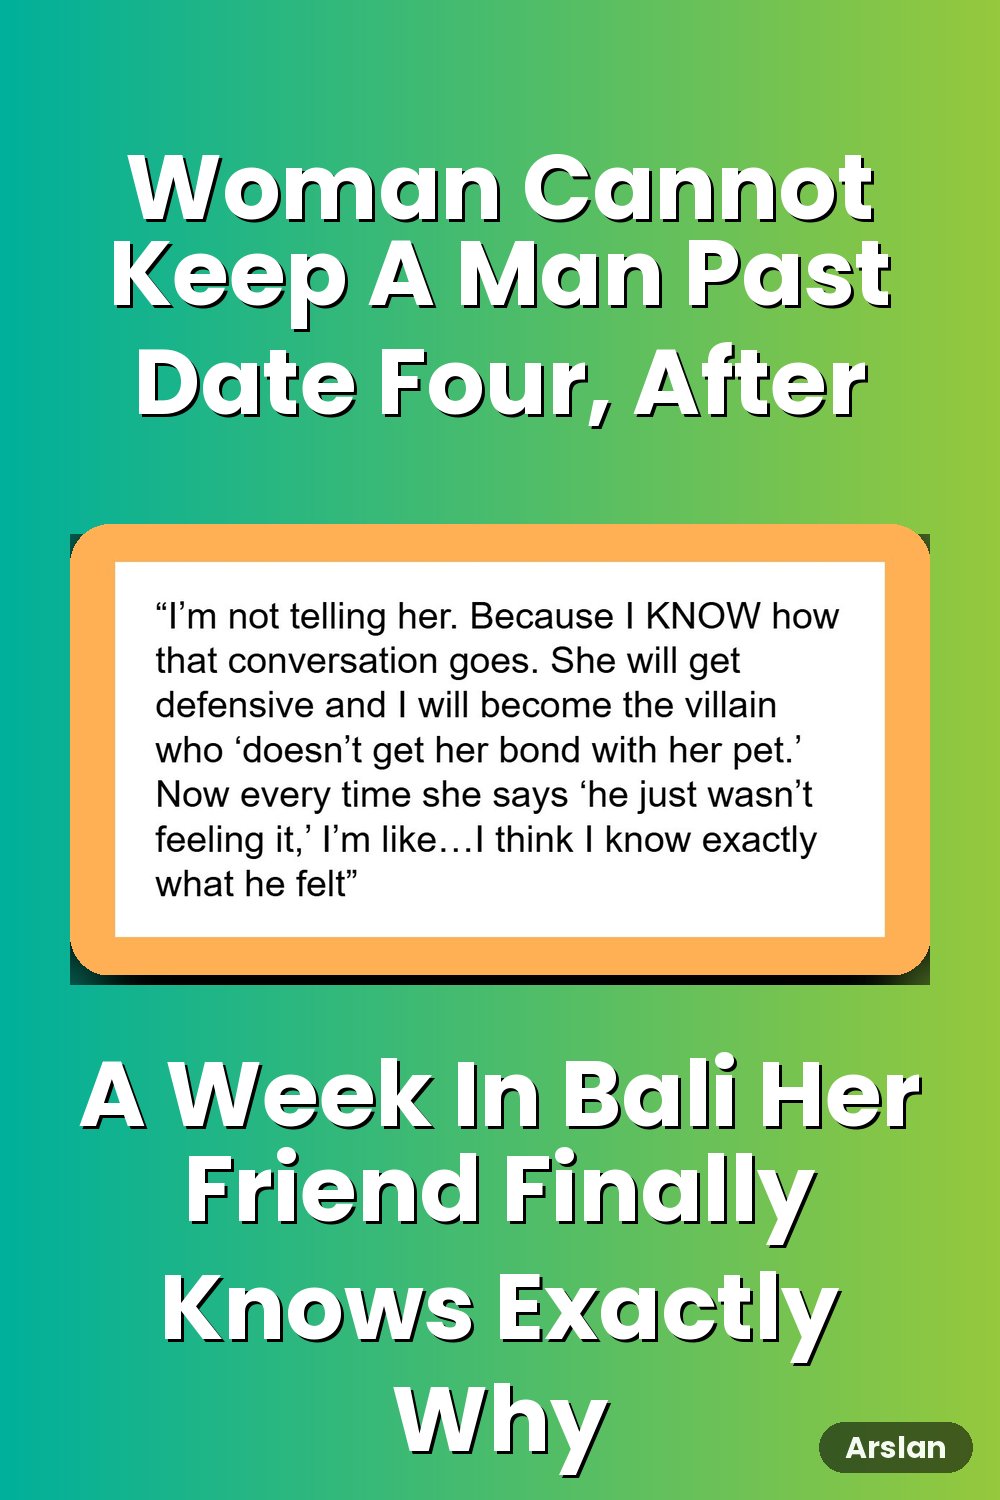 Woman Cannot
Keep A Man Past
Date Four, After
“I’m not telling her. Because I KNOW how
that conversation goes. She will get
defensive and I will become the villain
who ‘doesn’t get her bond with her pet.’
Now every time she says ‘he just wasn’t
feeling it,’ I’m like…I think I know exactly
what he felt”
A Week In Bali Her
Friend Finally
Knows Exactly
Why
Arslan